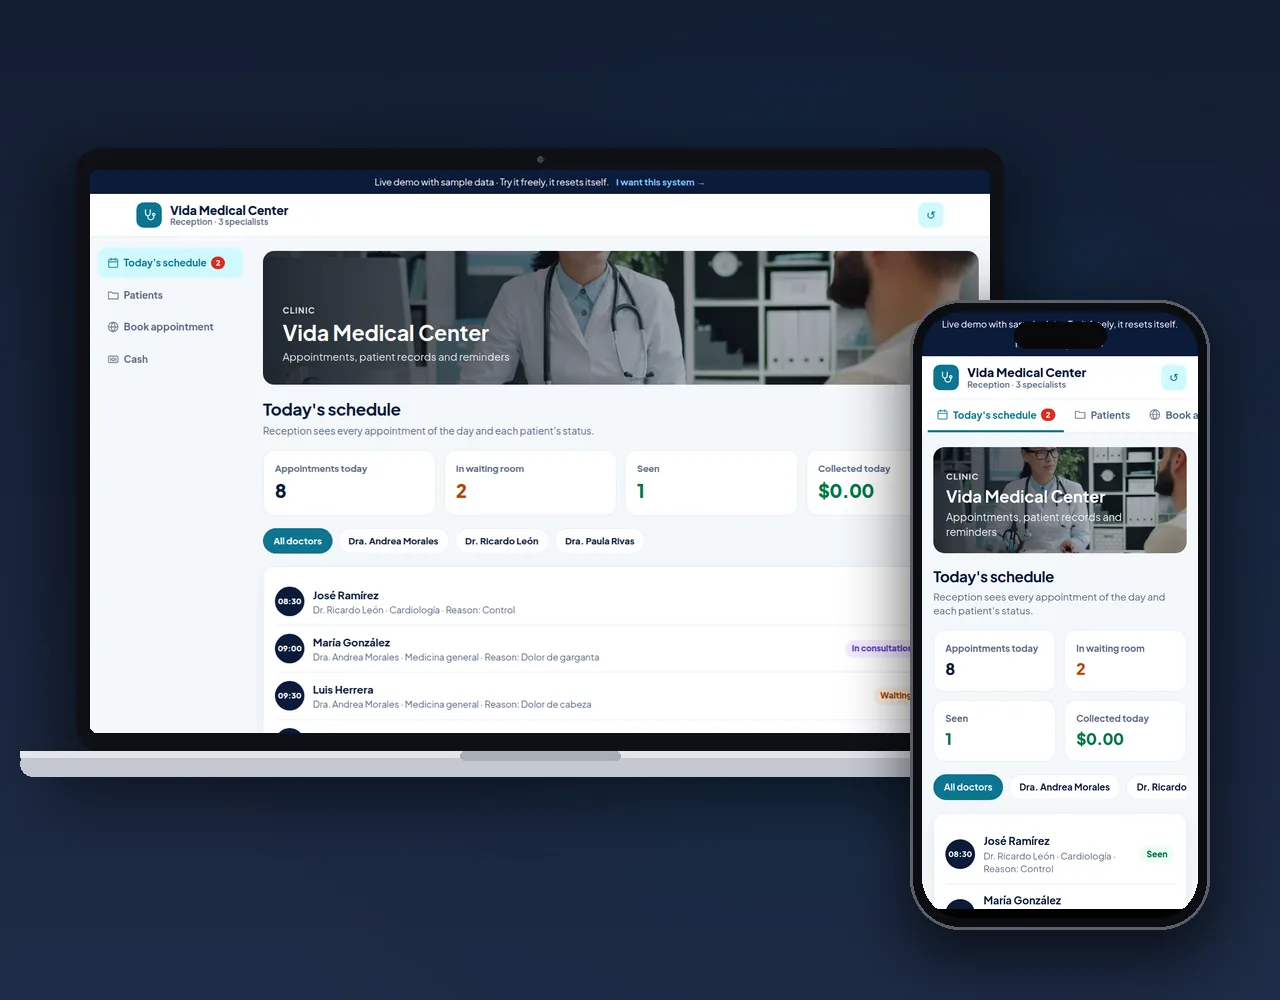 Live demo with sample data · Try it freely, it resets itself. I want this system →
Vida Medical Center
Reception · 3 specialists
Today's schedule 2
Patients
Book appointment
Cash
CLINIC
Vida Medical Center
Appointments, patient records and reminders
Today's schedule
Reception sees every appointment of the day and each patient's status.
Appointments today
8
In waiting room
2
Seen
1
Collected today
$0.00
All doctors
Dra. Andrea Morales
Dr. Ricardo León
Dra. Paula Rivas
08:30
José Ramírez
Dr. Ricardo León · Cardiología · Reason: Control
09:00
María González
Dra. Andrea Morales · Medicina general · Reason: Dolor de garganta
In consultation
09:30
Luis Herrera
Dra. Andrea Morales · Medicina general · Reason: Dolor de cabeza
Waiting
Live demo with it resets itself.
Vida Medical Center
Reception · 3 specialists
Today's schedule 2
Patients
Book a
CLINIC
Vida Medical Center
Appointments, patient records and
reminders
Today's schedule
Reception sees every appointment of the day and
each patient's status.
Appointments today
8
In waiting room
2
Seen
1
Collected today
$0.00
All doctors
Dra. Andrea Morales
Dr. Ricardo
08:30
José Ramírez
Dr. Ricardo León · Cardiología ·
Reason: Control
Seen
María González